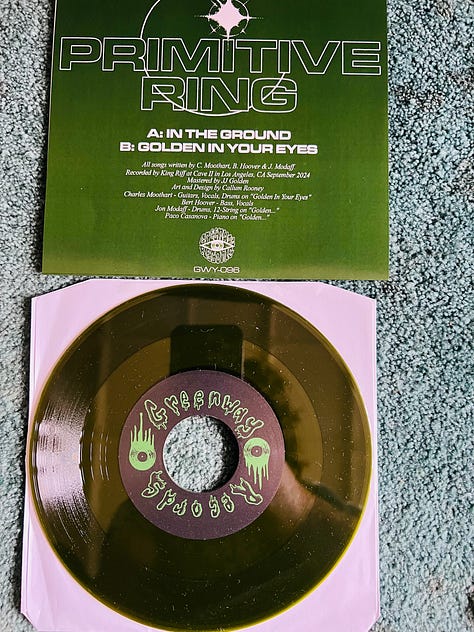 PRIMITIVE
RING
A: IN THE GROUND
B: GOLDEN IN YOUR EYES
All songs written by C. Moothart, B. Hoover & J. Modaff
Recorded by King Riff at Cave II in Los Angeles, CA September 2024
Mastered by JJ Golden
Art and Design by Callum Rooney
Charles Moothart - Guitars, Vocals, Drums on "Golden In Your Eyes"
Bert Hoover - Bass, Vocals
Jon Modaff - Drums, 12-String on "Golden..."
Paco Casanova - Piano on "Golden..."
GWY-096
Greenway
Records